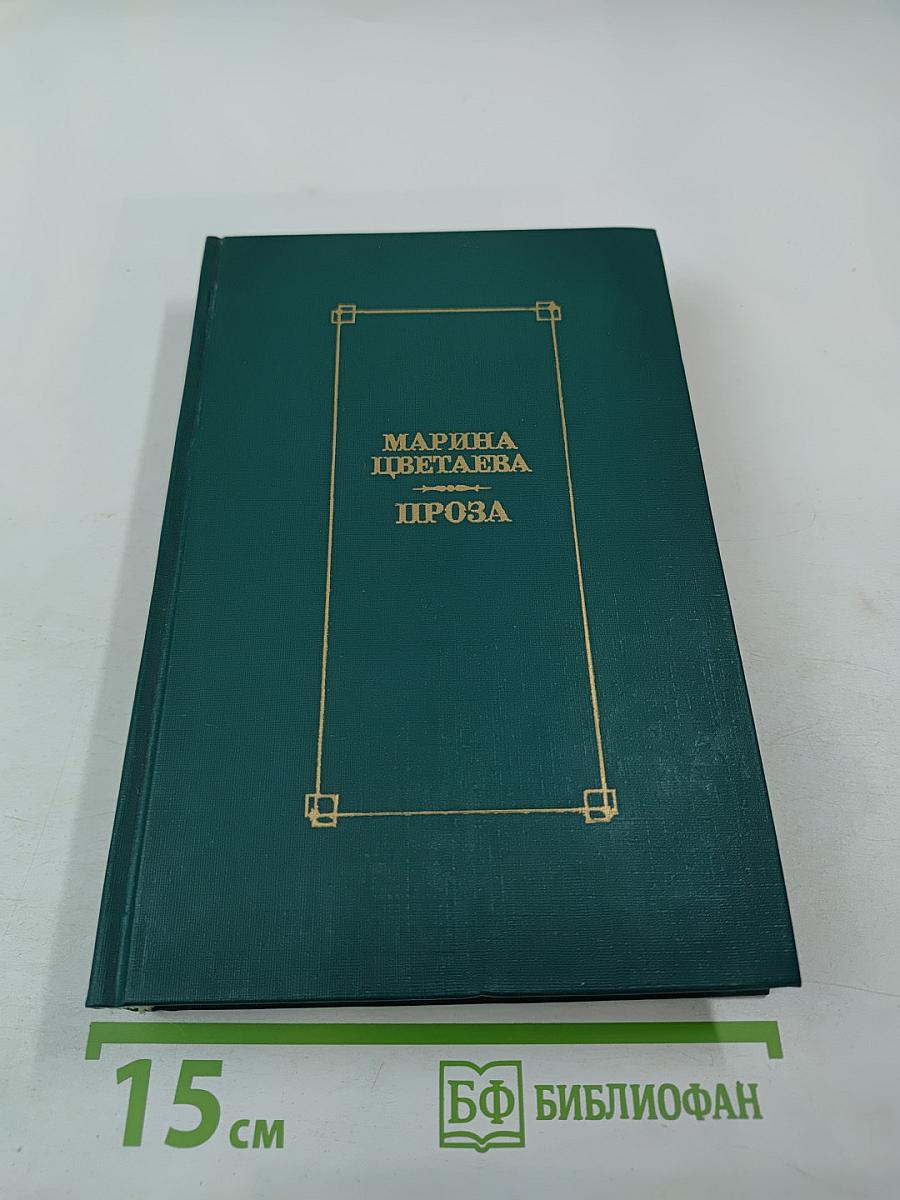 МАРИНА
ЦВЕТАЕВА
ПРОЗА
15 см
БФ БИБЛИОФАН